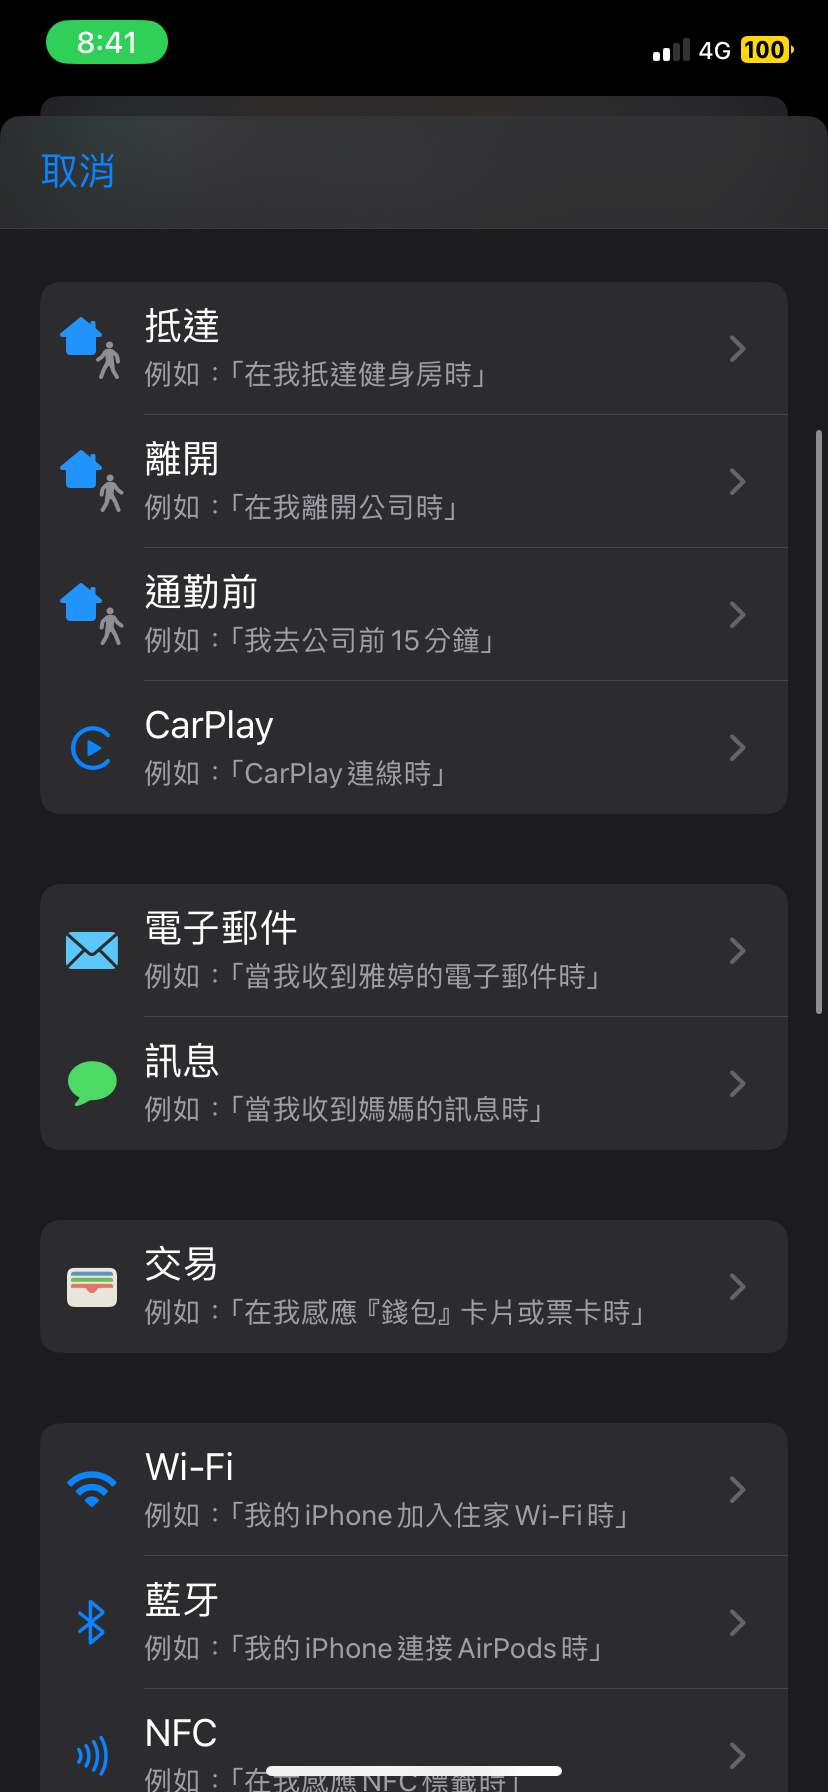 8:41
4G
100
取消
抵達
例如：「在我抵達健身房時」
離開
例如：「在我離開公司時」
通勤前
例如：「我去公司前 15 分鐘」
CarPlay
例如：「CarPlay 連線時」
電子郵件
例如：「當我收到雅婷的電子郵件時」
訊息
例如：「當我收到媽媽的訊息時」
交易
例如：「在我感應『錢包』卡片或票卡時」
Wi-Fi
例如：「我的 iPhone 加入住家 Wi-Fi 時」
藍牙
例如：「我的 iPhone 連接 AirPods 時」
NFC
例如：「在我感應 NFC 標籤時」